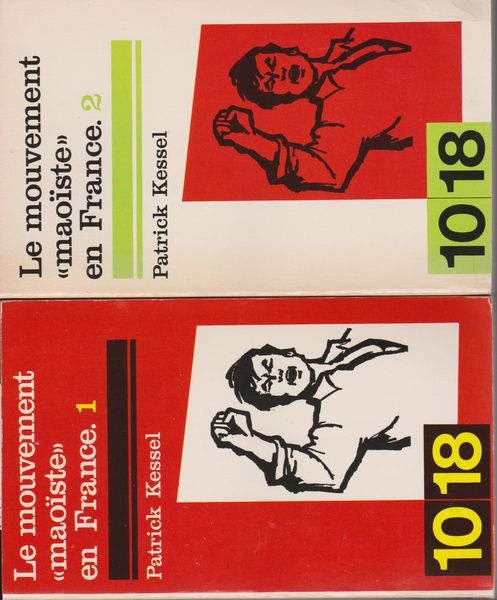 Le mouvement
«maoïste»
en France. 2
Patrick Kessel
10 18
Le mouvement
«maoïste»
en France. 1
Patrick Kessel
10 18